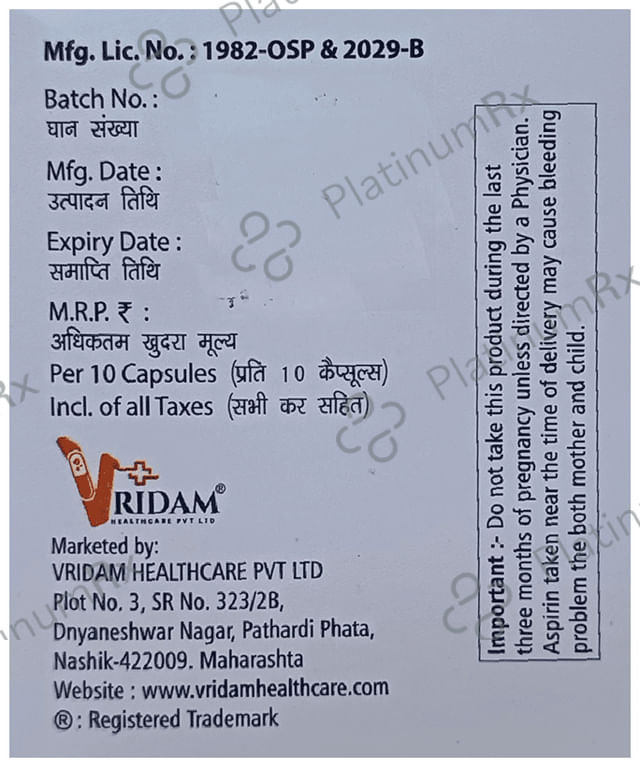 Mfg. Lic. No. : 1982-OSP & 2029-B
Batch No. :
घान संख्या
Mfg. Date :
उत्पादन तिथि
Expiry Date :
समाप्ति तिथि
M.R.P. ₹ :
अधिकतम खुदरा मूल्य
Per 10 Capsules (प्रति 10 कैप्सूल्स)
Incl. of all Taxes (सभी कर सहित)
VRIDAM®
HEALTHCARE PVT LTD
Marketed by:
VRIDAM HEALTHCARE PVT LTD
Plot No. 3, SR No. 323/2B,
Dnyaneshwar Nagar, Pathardi Phata,
Nashik-422009. Maharashtra
Website : www.vridamhealthcare.com
® : Registered Trademark
Important :- Do not take this product during the last
three months of pregnancy unless directed by a Physician.
Aspirin taken near the time of delivery may cause bleeding
problem the both mother and child.
PlatinumRx
PlatinumRx
PlatinumRx